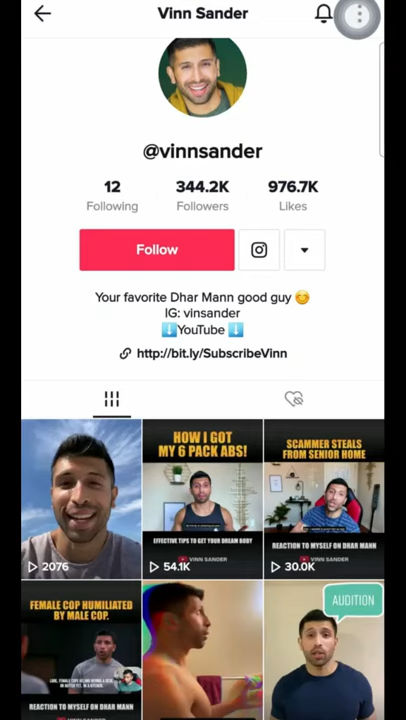 Vinn Sander
@vinnsander
12 344.2K 976.7K
Following Followers Likes
Follow
Your favorite Dhar Mann good guy 😊
IG: vinsander
⬇️YouTube⬇️
http://bit.ly/SubscribeVinn
HOW I GOT
MY 6 PACK ABS!
EFFECTIVE TIPS TO GET YOUR DREAM BODY
VINN SANDER
SCAMMER STEALS
FROM SENIOR HOME
REACTION TO MYSELF ON DHAR MANN
VINN SANDER
2076
54.1K
30.0K
FEMALE COP HUMILIATED
BY MALE COP.
REACTION TO MYSELF ON DHAR MANN
AUDITION